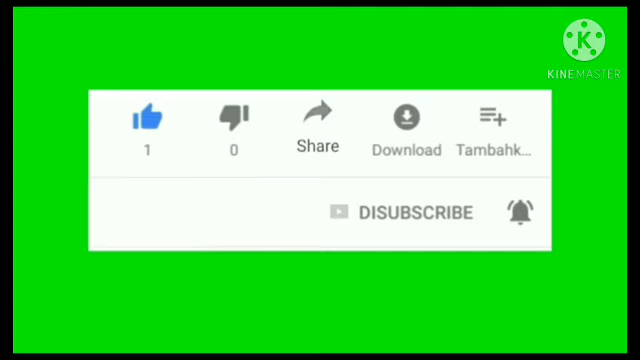 K
KINEMASTER
1 0 Share Download Tambahk...
DISUBSCRIBE